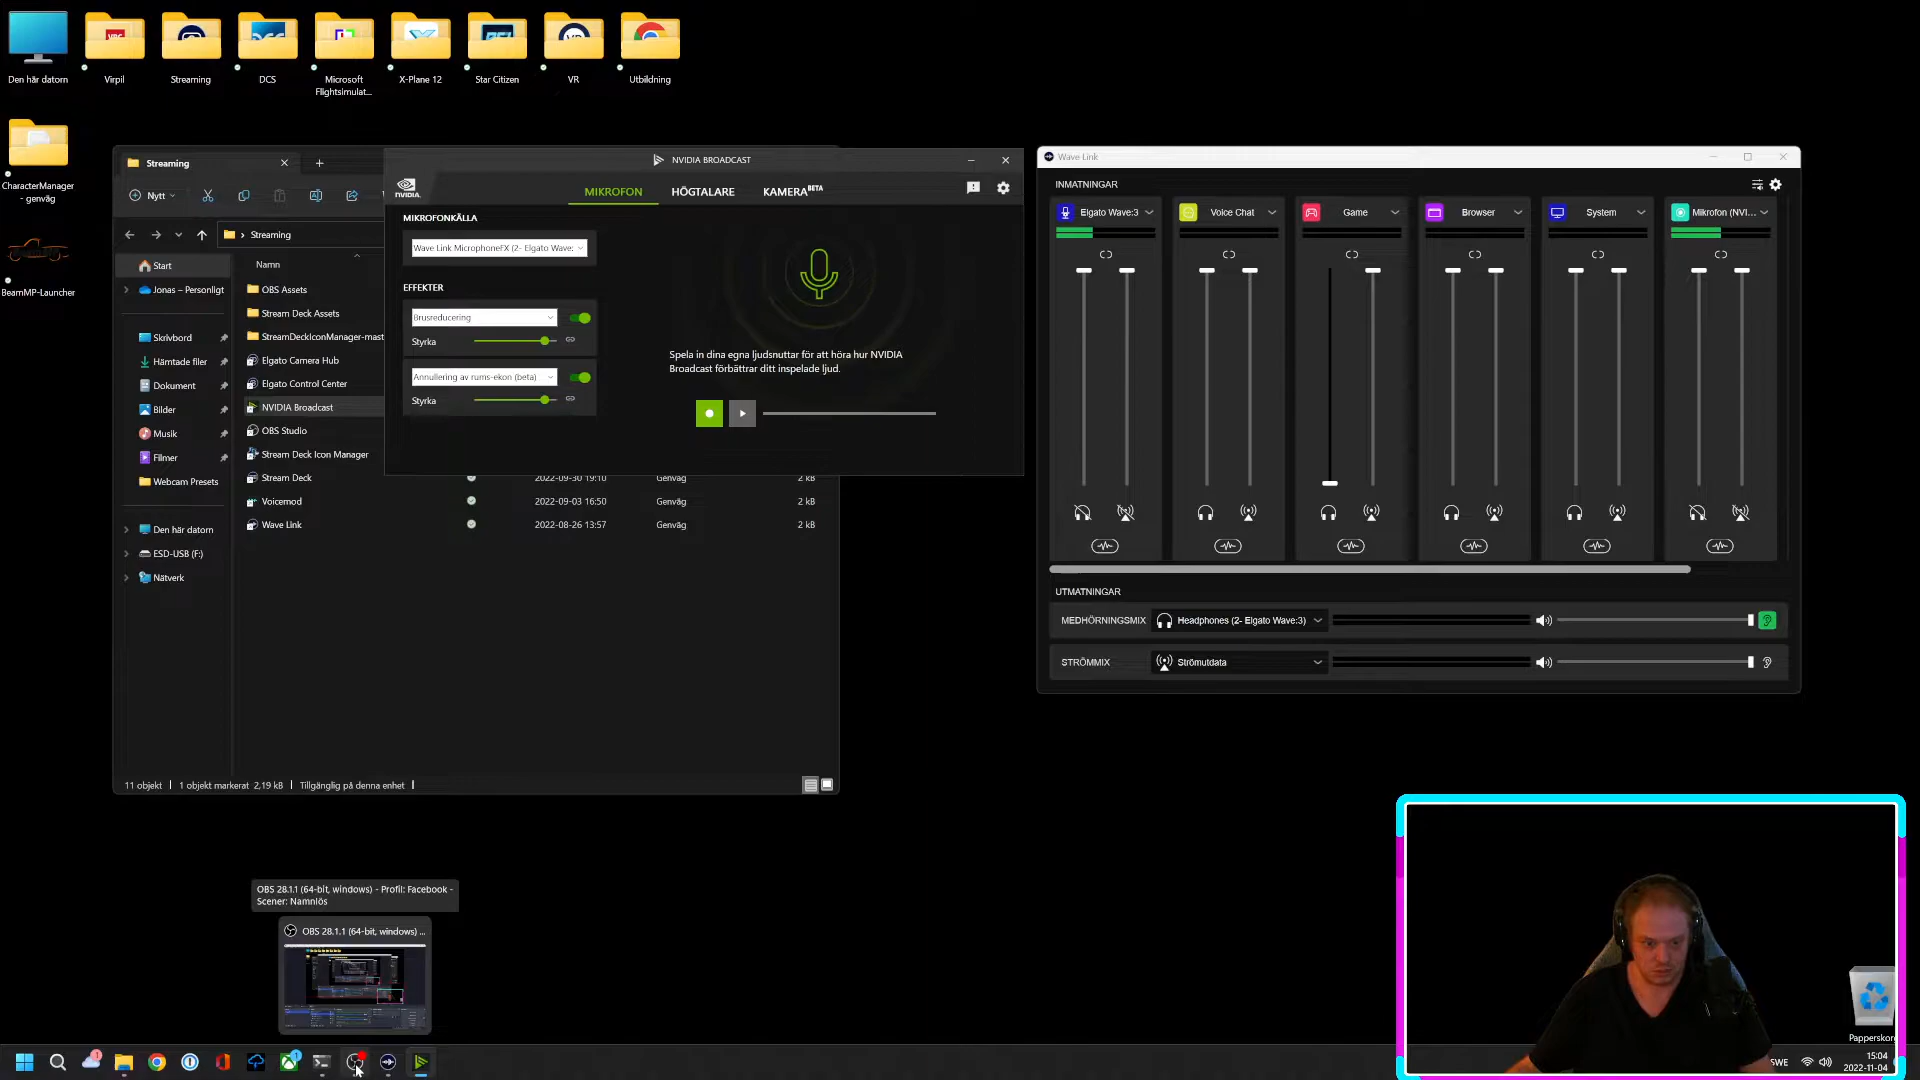 Den här datorn
Virpil
Streaming
DCS
Microsoft
Flightsimulat...
X-Plane 12
Star Citizen
VR
Utbildning
CharacterManager
- genväg
BeamMP-Launcher
Streaming
Nytt
Streaming
Namn
Start
Jonas – Personligt
Skrivbord
Hämtade filer
Dokument
Bilder
Musik
Filmer
Webcam Presets
Den här datorn
ESD-USB (F:)
Nätverk
OBS Assets
Stream Deck Assets
StreamDeckIconManager-mast
Elgato Camera Hub
Elgato Control Center
NVIDIA Broadcast
OBS Studio
Stream Deck Icon Manager
Stream Deck 2022-09-30 19:10 Genväg 2 kB
Voicemod 2022-09-03 16:50 Genväg 2 kB
Wave Link 2022-08-26 13:57 Genväg 2 kB
11 objekt 1 objekt markerat 2,19 kB Tillgänglig på denna enhet
NVIDIA BROADCAST
NVIDIA.
MIKROFON HÖGTALARE KAMERA BETA
MIKROFONKÄLLA
Wave Link MicrophoneFX (2- Elgato Wave:
EFFEKTER
Brusreducering
Styrka
Annullering av rums-ekon (beta)
Styrka
Spela in dina egna ljudsnuttar för att höra hur NVIDIA
Broadcast förbättrar ditt inspelade ljud.
Wave Link
INMATNINGAR
Elgato Wave:3 Voice Chat Game Browser System Mikrofon (NVI...
UTMATNINGAR
MEDHÖRNINGSMIX Headphones (2- Elgato Wave:3)
STRÖMMIX Strömutdata
OBS 28.1.1 (64-bit, windows) - Profil: Facebook -
Scener: Namnlös
OBS 28.1.1 (64-bit, windows) ...
Papperskorg
SWE
15:04
2022-11-04